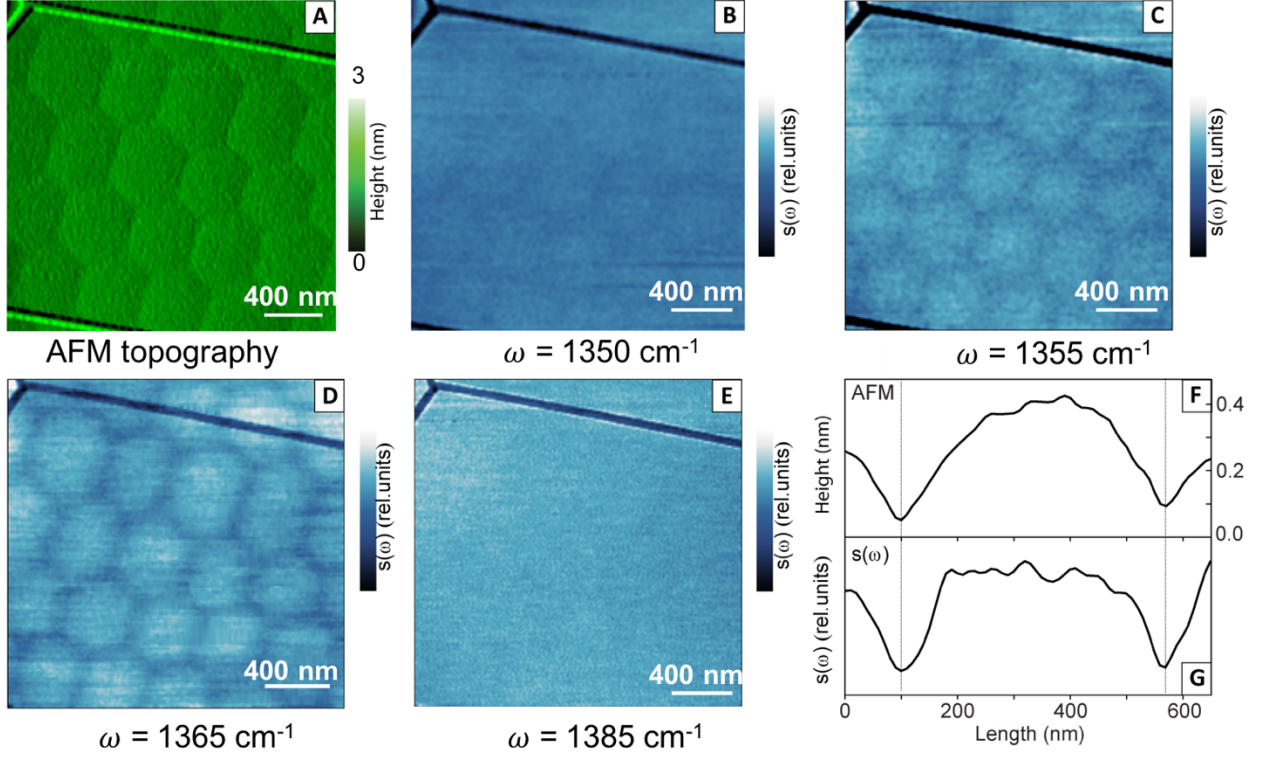 A
3
Height (nm)
0
400 nm
AFM topography
B
s(ω) (rel.units)
400 nm
ω = 1350 cm⁻¹
C
s(ω) (rel.units)
400 nm
ω = 1355 cm⁻¹
D
s(ω) (rel.units)
400 nm
ω = 1365 cm⁻¹
E
s(ω) (rel.units)
400 nm
ω = 1385 cm⁻¹
AFM
F
0.4
0.2
0.0
Height (nm)
s(ω)
s(ω) (rel.units)
G
0 200 400 600
Length (nm)